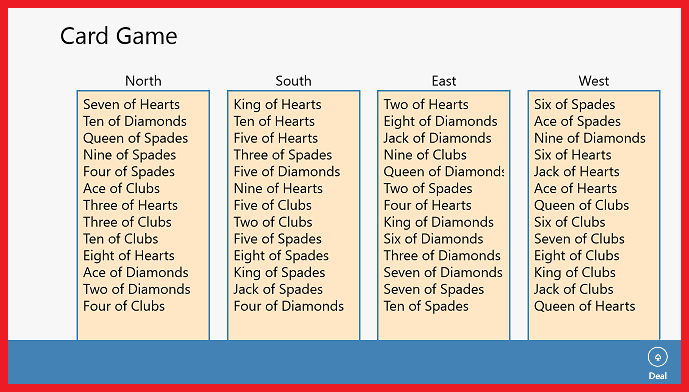 Card Game
North
Seven of Hearts
Ten of Diamonds
Queen of Spades
Nine of Spades
Four of Spades
Ace of Clubs
Three of Hearts
Three of Clubs
Ten of Clubs
Eight of Hearts
Ace of Diamonds
Two of Diamonds
Four of Clubs
South
King of Hearts
Ten of Hearts
Five of Hearts
Three of Spades
Five of Diamonds
Nine of Hearts
Five of Clubs
Two of Clubs
Five of Spades
Eight of Spades
King of Spades
Jack of Spades
Four of Diamonds
East
Two of Hearts
Eight of Diamonds
Jack of Diamonds
Nine of Clubs
Queen of Diamonds
Two of Spades
Four of Hearts
King of Diamonds
Six of Diamonds
Three of Diamonds
Seven of Diamonds
Seven of Spades
Ten of Spades
West
Six of Spades
Ace of Spades
Nine of Diamonds
Six of Hearts
Jack of Hearts
Ace of Hearts
Queen of Clubs
Six of Clubs
Seven of Clubs
Eight of Clubs
King of Clubs
Jack of Clubs
Queen of Hearts
Deal